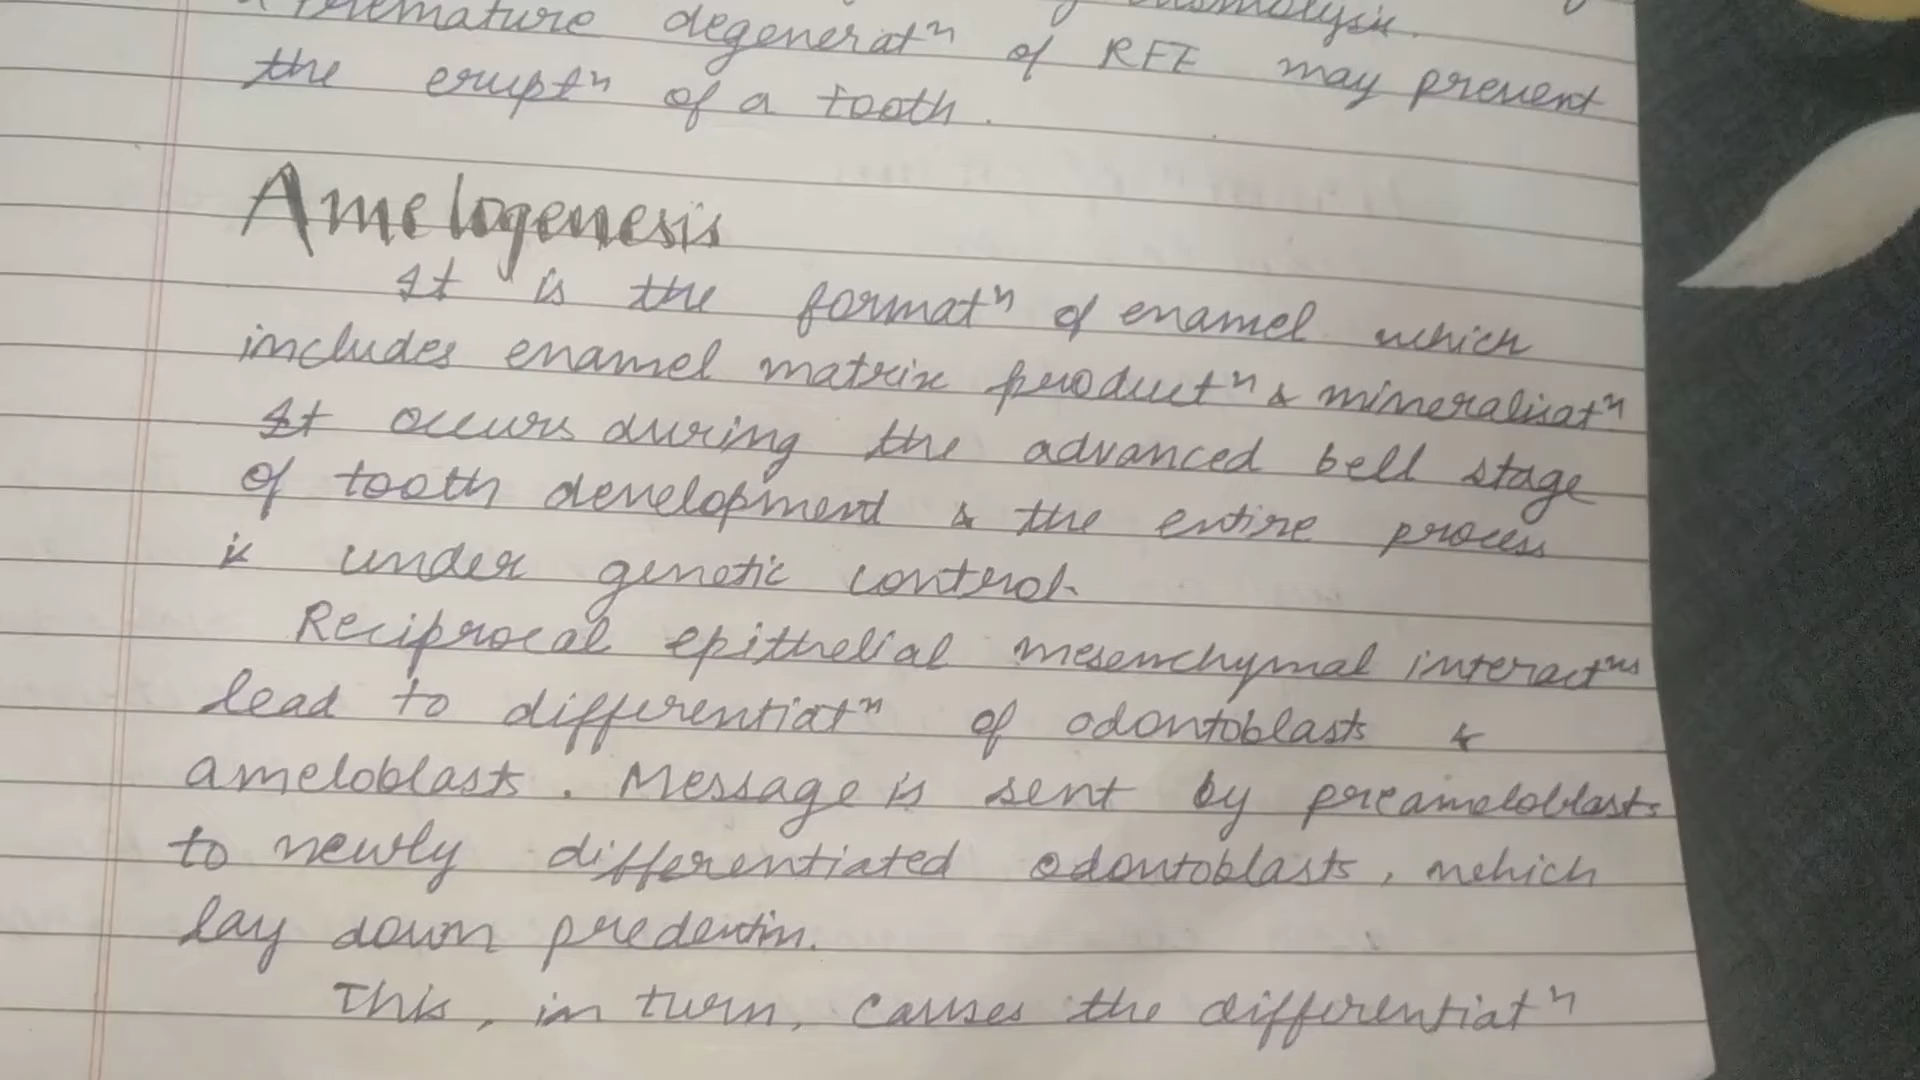 Premature degeneratⁿ of REE may prevent
the eruptⁿ of a tooth.
Amelogenesis
It is the formatⁿ of enamel which
includes enamel matrix productⁿ & mineralisatⁿ
It occurs during the advanced bell stage
of tooth development & the entire process
is under genetic control.
Reciprocal epithelial mesenchymal interactⁿˢ
lead to differentiatⁿ of odontoblasts &
ameloblasts. Message is sent by preameloblasts
to newly differentiated odontoblasts, which
lay down predentin.
This, in turn, causes the differentiatⁿ